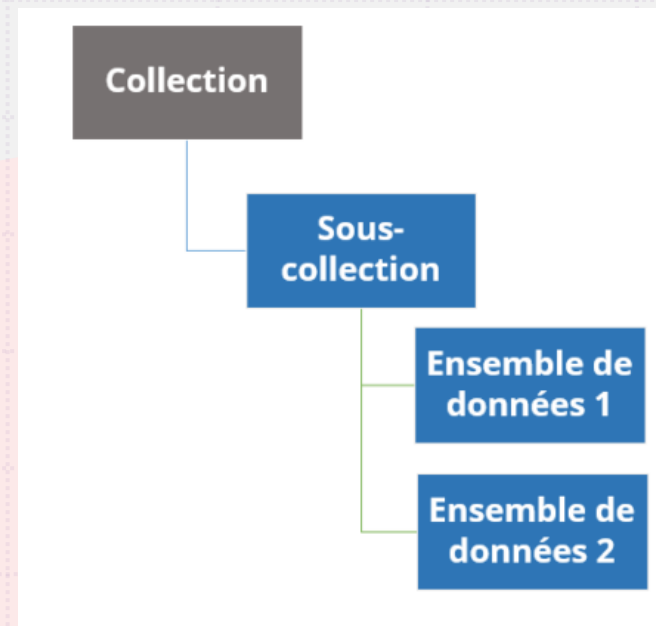 Collection
Sous-
collection
Ensemble de
données 1
Ensemble de
données 2